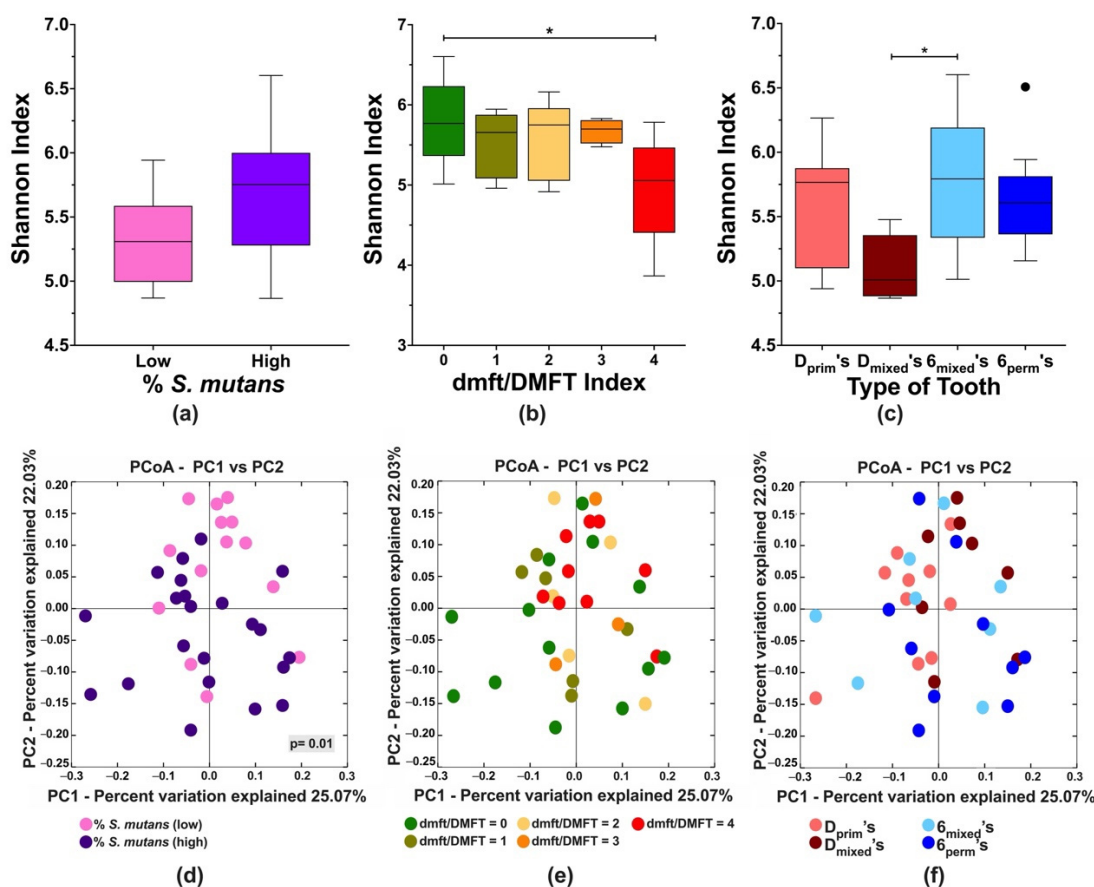 7.0
6.5
6.0
5.5
5.0
4.5
Shannon Index
Low
High
% S. mutans
(a)
7
6
5
4
3
Shannon Index
*
0
1
2
3
4
dmft/DMFT Index
(b)
7.0
6.5
6.0
5.5
5.0
4.5
Shannon Index
*
Dprim's
Dmixed's
6mixed's
6perm's
Type of Tooth
(c)
PCoA - PC1 vs PC2
PC2 - Percent variation explained 22.03%
0.20
0.15
0.10
0.05
0.00
−0.05
−0.10
−0.15
−0.20
−0.25
p= 0.01
−0.3
−0.2
−0.1
0.0
0.1
0.2
0.3
PC1 - Percent variation explained 25.07%
% S. mutans (low)
% S. mutans (high)
(d)
PCoA - PC1 vs PC2
PC2 - Percent variation explained 22.03%
0.20
0.15
0.10
0.05
0.00
−0.05
−0.10
−0.15
−0.20
0.25
−0.3
−0.2
−0.1
0.0
0.1
0.2
0.3
PC1 - Percent variation explained 25.07%
dmft/DMFT = 0
dmft/DMFT = 2
dmft/DMFT = 4
dmft/DMFT = 1
dmft/DMFT = 3
(e)
PCoA - PC1 vs PC2
PC2 - Percent variation explained 22.03%
0.20
0.15
0.10
0.05
0.00
−0.05
−0.10
−0.15
−0.20
0.25
−0.3
−0.2
−0.1
0.0
0.1
0.2
0.3
PC1 - Percent variation explained 25.07%
Dprim's
6mixed's
Dmixed's
6perm's
(f)